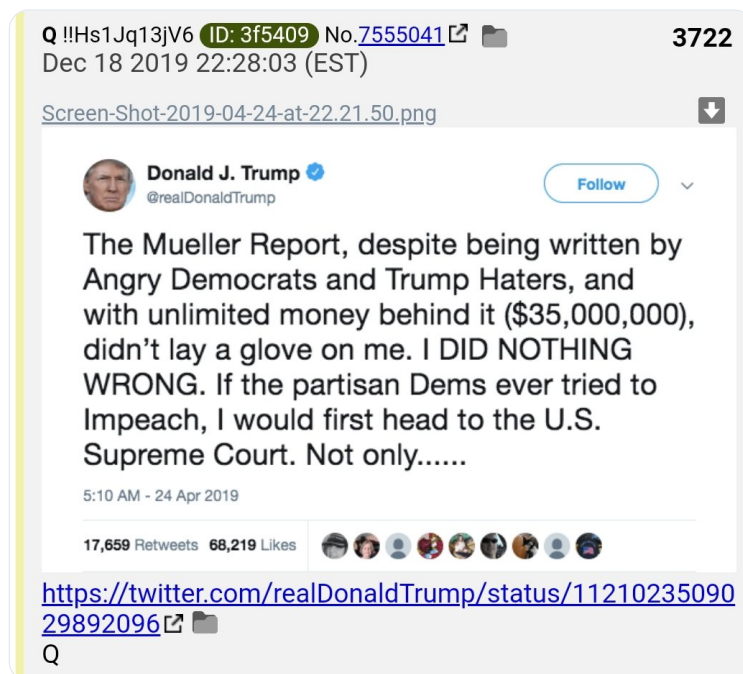 Q !!Hs1Jq13jV6 ID: 3f5409 No.7555041 3722
Dec 18 2019 22:28:03 (EST)
Screen-Shot-2019-04-24-at-22.21.50.png
Donald J. Trump
@realDonaldTrump
Follow
The Mueller Report, despite being written by
Angry Democrats and Trump Haters, and
with unlimited money behind it ($35,000,000),
didn’t lay a glove on me. I DID NOTHING
WRONG. If the partisan Dems ever tried to
Impeach, I would first head to the U.S.
Supreme Court. Not only......
5:10 AM - 24 Apr 2019
17,659 Retweets 68,219 Likes
https://twitter.com/realDonaldTrump/status/11210235090
29892096
Q